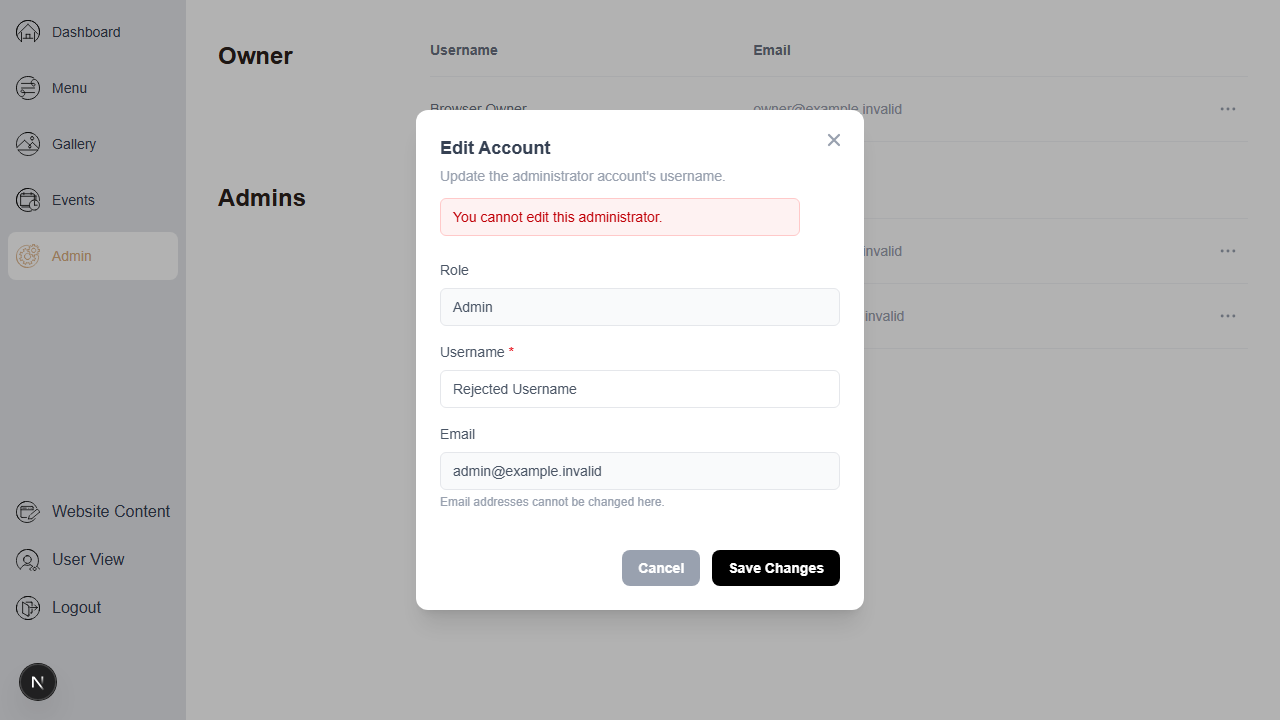 Dashboard
Menu
Gallery
Events
Admin
Website Content
User View
Logout
N
Owner
Username Email
Browser Owner owner@example.invalid
Admins
invalid
invalid
Edit Account
Update the administrator account's username.
You cannot edit this administrator.
Role
Admin
Username *
Rejected Username
Email
admin@example.invalid
Email addresses cannot be changed here.
Cancel Save Changes